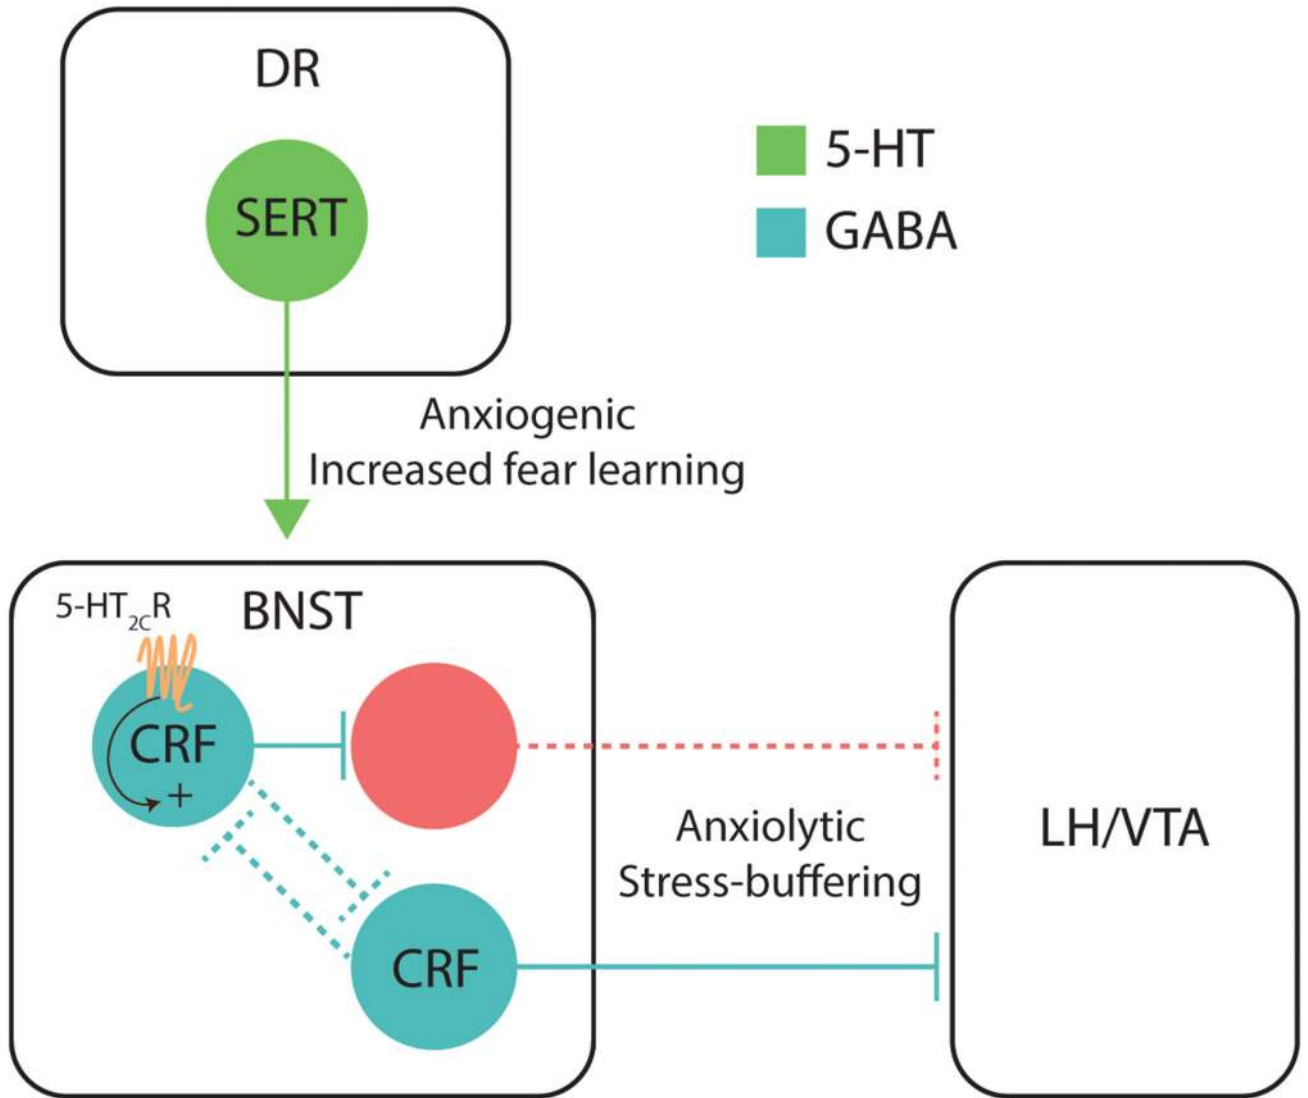 DR
SERT
5-HT
GABA
Anxiogenic
Increased fear learning
5-HT2CR
BNST
CRF
+
CRF
Anxiolytic
Stress-buffering
LH/VTA